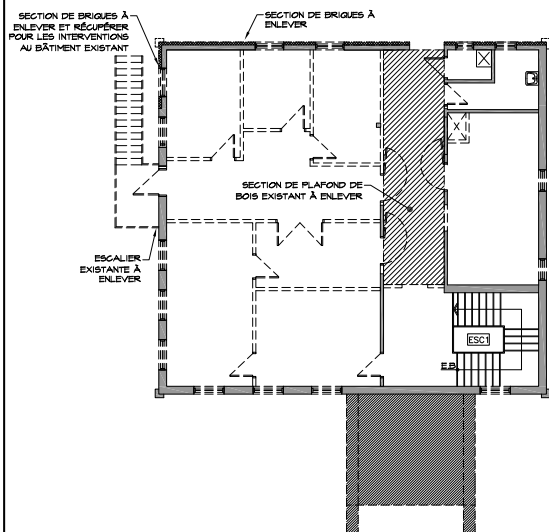 SECTION DE BRIQUES À
ENLEVER ET RÉCUPÉRER
POUR LES INTERVENTIONS
AU BÂTIMENT EXISTANT
SECTION DE BRIQUES À
ENLEVER
X
X
SECTION DE PLAFOND DE
BOIS EXISTANT À ENLEVER
ESCALIER
EXISTANTE À
ENLEVER
ESC1
E.B.